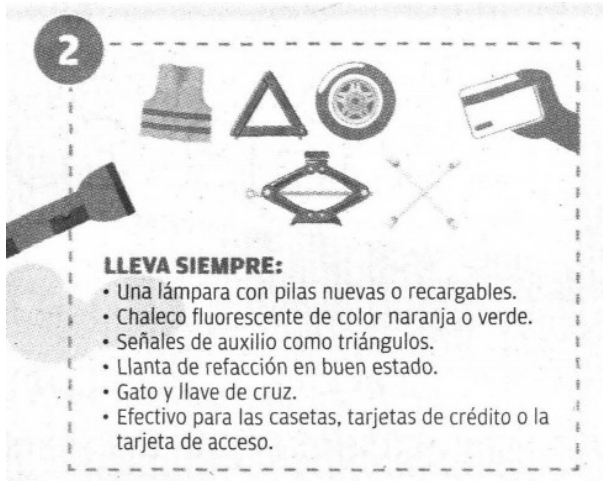 2
LLEVA SIEMPRE:
• Una lámpara con pilas nuevas o recargables.
• Chaleco fluorescente de color naranja o verde.
• Señales de auxilio como triángulos.
• Llanta de refacción en buen estado.
• Gato y llave de cruz.
• Efectivo para las casetas, tarjetas de crédito o la
tarjeta de acceso.